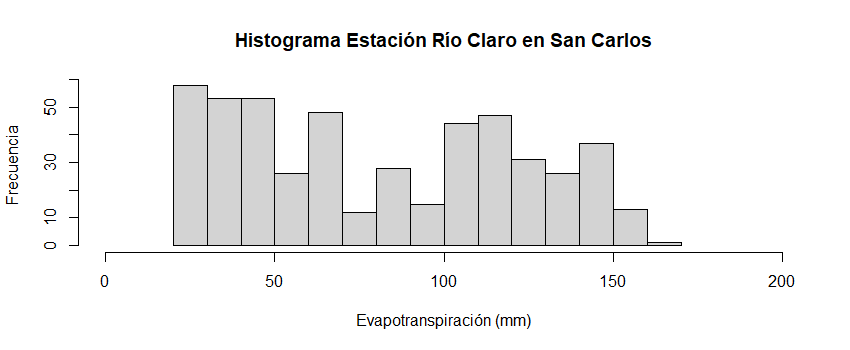 Histograma Estación Río Claro en San Carlos
Frecuencia
50
30
10
0
0 50 100 150 200
Evapotranspiración (mm)